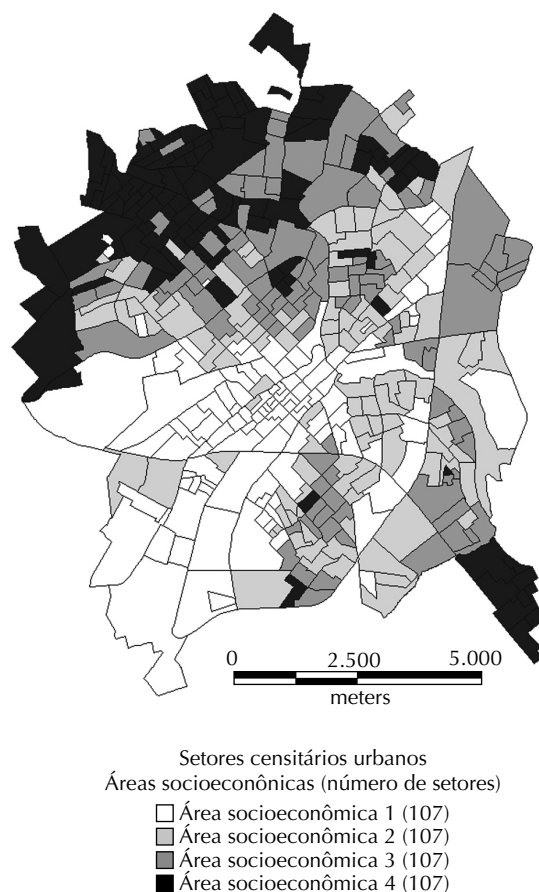 0 2.500 5.000
meters
Setores censitários urbanos
Áreas socioeconônicas (número de setores)
Área socioeconômica 1 (107)
Área socioeconômica 2 (107)
Área socioeconômica 3 (107)
Área socioeconômica 4 (107)